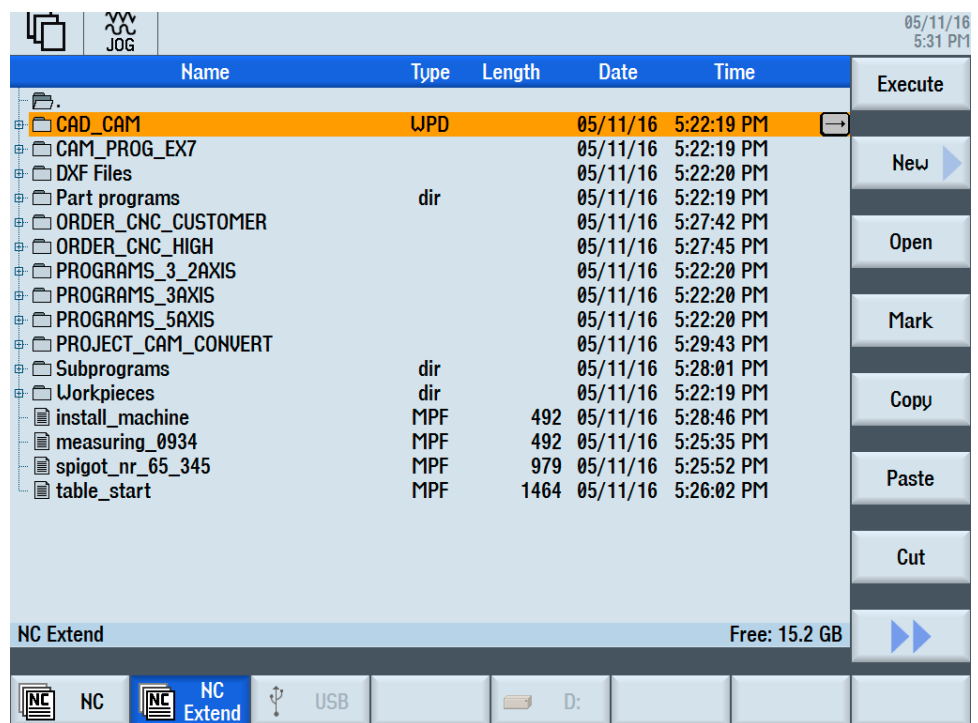 JOG
05/11/16
5:31 PM
Name Type Length Date Time
Execute
.
CAD_CAM WPD 05/11/16 5:22:19 PM
CAM_PROG_EX7 05/11/16 5:22:19 PM
New
DXF Files 05/11/16 5:22:20 PM
Part programs dir 05/11/16 5:22:19 PM
ORDER_CNC_CUSTOMER 05/11/16 5:27:42 PM
ORDER_CNC_HIGH 05/11/16 5:27:45 PM
Open
PROGRAMS_3_2AXIS 05/11/16 5:22:20 PM
PROGRAMS_3AXIS 05/11/16 5:22:20 PM
PROGRAMS_5AXIS 05/11/16 5:22:20 PM
Mark
PROJECT_CAM_CONVERT 05/11/16 5:29:43 PM
Subprograms dir 05/11/16 5:28:01 PM
Workpieces dir 05/11/16 5:22:19 PM
Copy
install_machine MPF 492 05/11/16 5:28:46 PM
measuring_0934 MPF 492 05/11/16 5:25:35 PM
spigot_nr_65_345 MPF 979 05/11/16 5:25:52 PM
Paste
table_start MPF 1464 05/11/16 5:26:02 PM
Cut
NC Extend Free: 15.2 GB
NC NC
NC NC
Extend
USB
D: